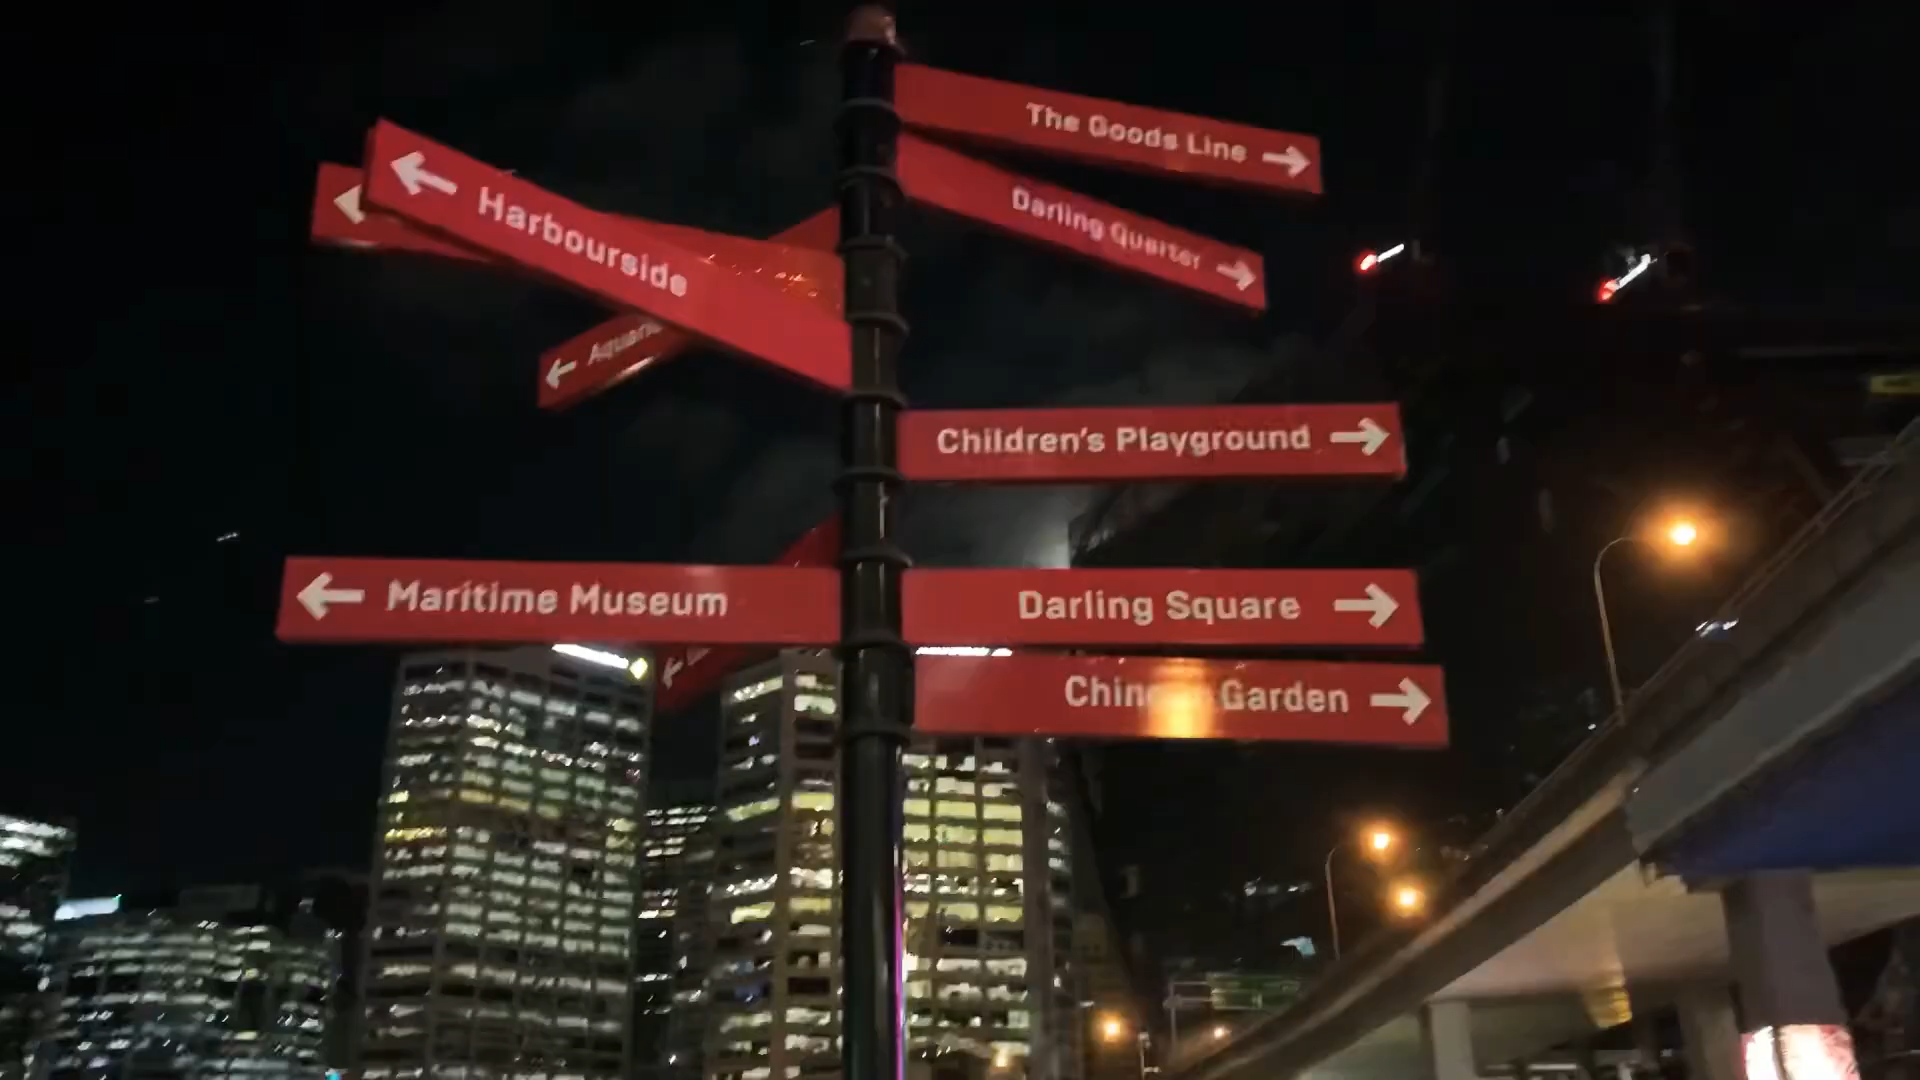 The Goods Line
Darling Quarter
Harbourside
Children's Playground
Maritime Museum
Darling Square
Garden